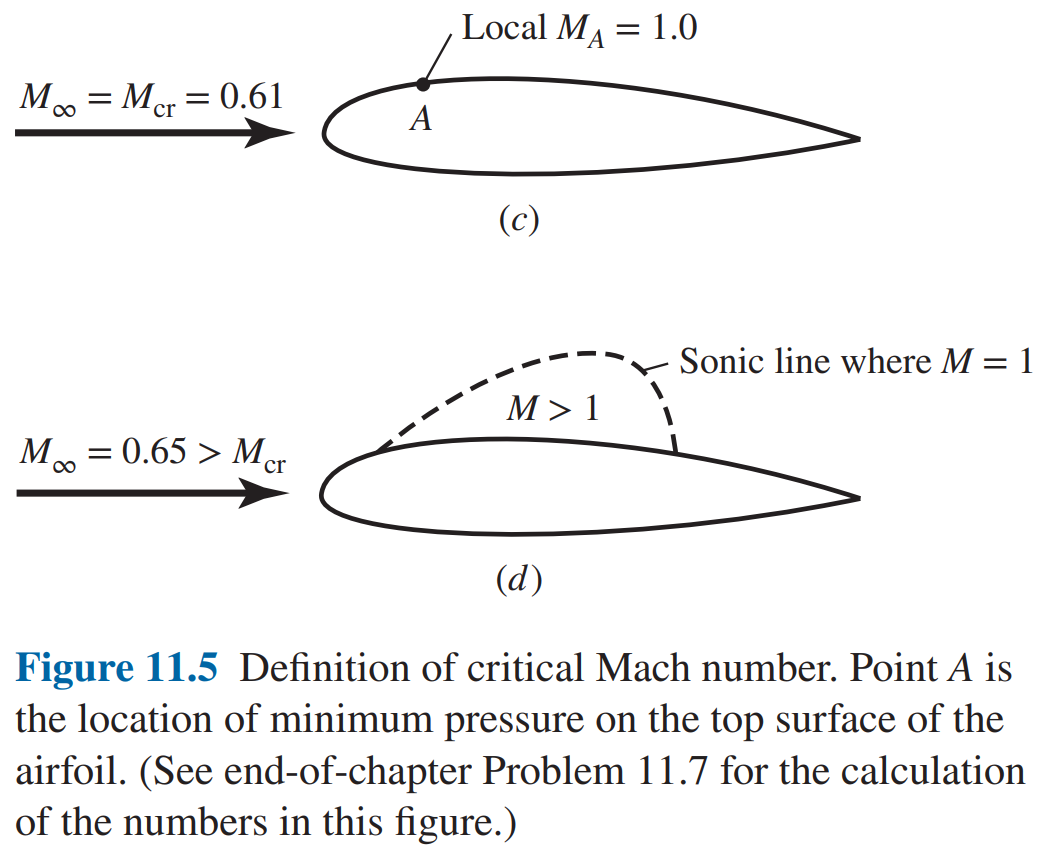 Local M_A = 1.0
M_∞ = M_cr = 0.61
A
(c)
Sonic line where M = 1
M > 1
M_∞ = 0.65 > M_cr
(d)
Figure 11.5 Definition of critical Mach number. Point A is
the location of minimum pressure on the top surface of the
airfoil. (See end-of-chapter Problem 11.7 for the calculation
of the numbers in this figure.)